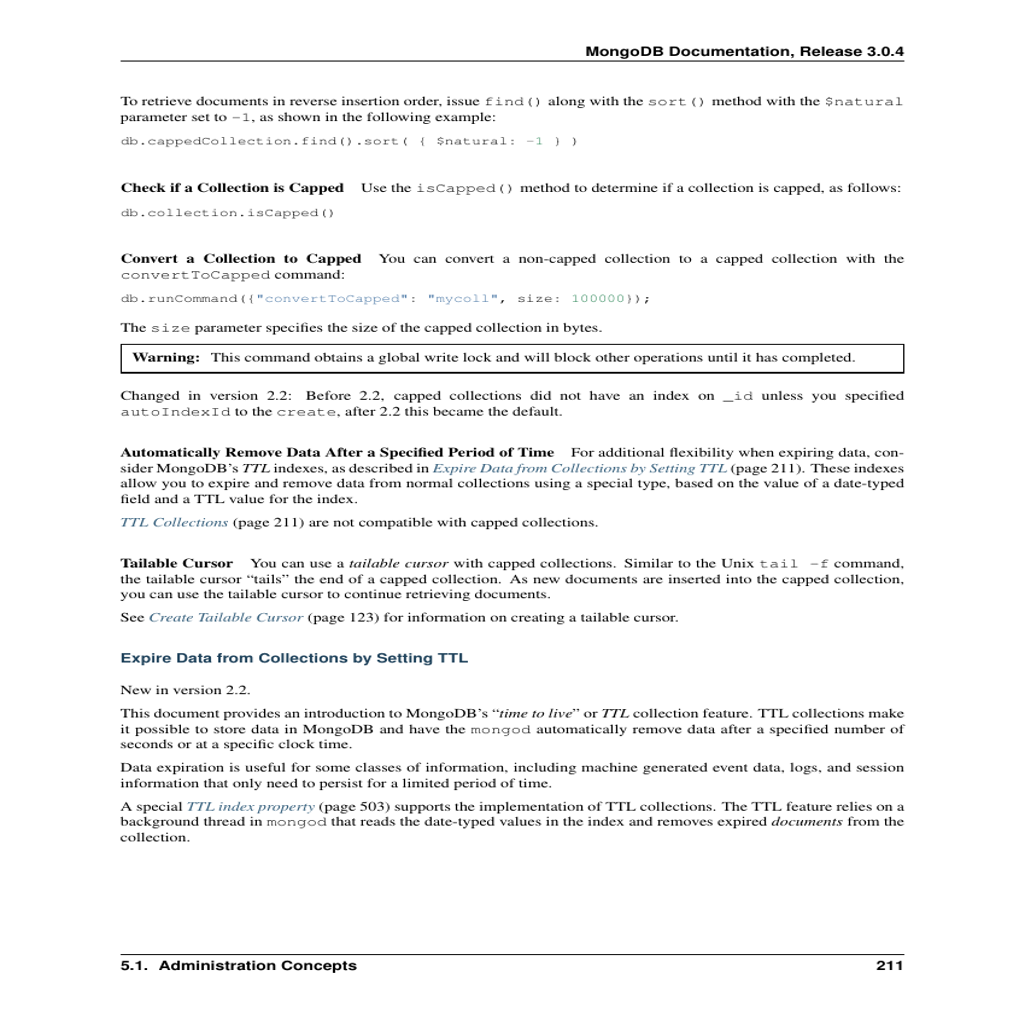 MongoDB Documentation, Release 3.0.4
To retrieve documents in reverse insertion order, issue find() along with the sort() method with the $natural
parameter set to -1, as shown in the following example:
db.cappedCollection.find().sort( { $natural: -1 } )
Check if a Collection is Capped Use the isCapped() method to determine if a collection is capped, as follows:
db.collection.isCapped()
Convert a Collection to Capped You can convert a non-capped collection to a capped collection with the
convertToCapped command:
db.runCommand({"convertToCapped": "mycoll", size: 100000});
The size parameter specifies the size of the capped collection in bytes.
Warning: This command obtains a global write lock and will block other operations until it has completed.
Changed in version 2.2: Before 2.2, capped collections did not have an index on _id unless you specified
autoIndexId to the create, after 2.2 this became the default.
Automatically Remove Data After a Specified Period of Time For additional flexibility when expiring data, con-
sider MongoDB's TTL indexes, as described in Expire Data from Collections by Setting TTL (page 211). These indexes
allow you to expire and remove data from normal collections using a special type, based on the value of a date-typed
field and a TTL value for the index.
TTL Collections (page 211) are not compatible with capped collections.
Tailable Cursor You can use a tailable cursor with capped collections. Similar to the Unix tail -f command,
the tailable cursor “tails” the end of a capped collection. As new documents are inserted into the capped collection,
you can use the tailable cursor to continue retrieving documents.
See Create Tailable Cursor (page 123) for information on creating a tailable cursor.
Expire Data from Collections by Setting TTL
New in version 2.2.
This document provides an introduction to MongoDB's “time to live” or TTL collection feature. TTL collections make
it possible to store data in MongoDB and have the mongod automatically remove data after a specified number of
seconds or at a specific clock time.
Data expiration is useful for some classes of information, including machine generated event data, logs, and session
information that only need to persist for a limited period of time.
A special TTL index property (page 503) supports the implementation of TTL collections. The TTL feature relies on a
background thread in mongod that reads the date-typed values in the index and removes expired documents from the
collection.
5.1. Administration Concepts 211